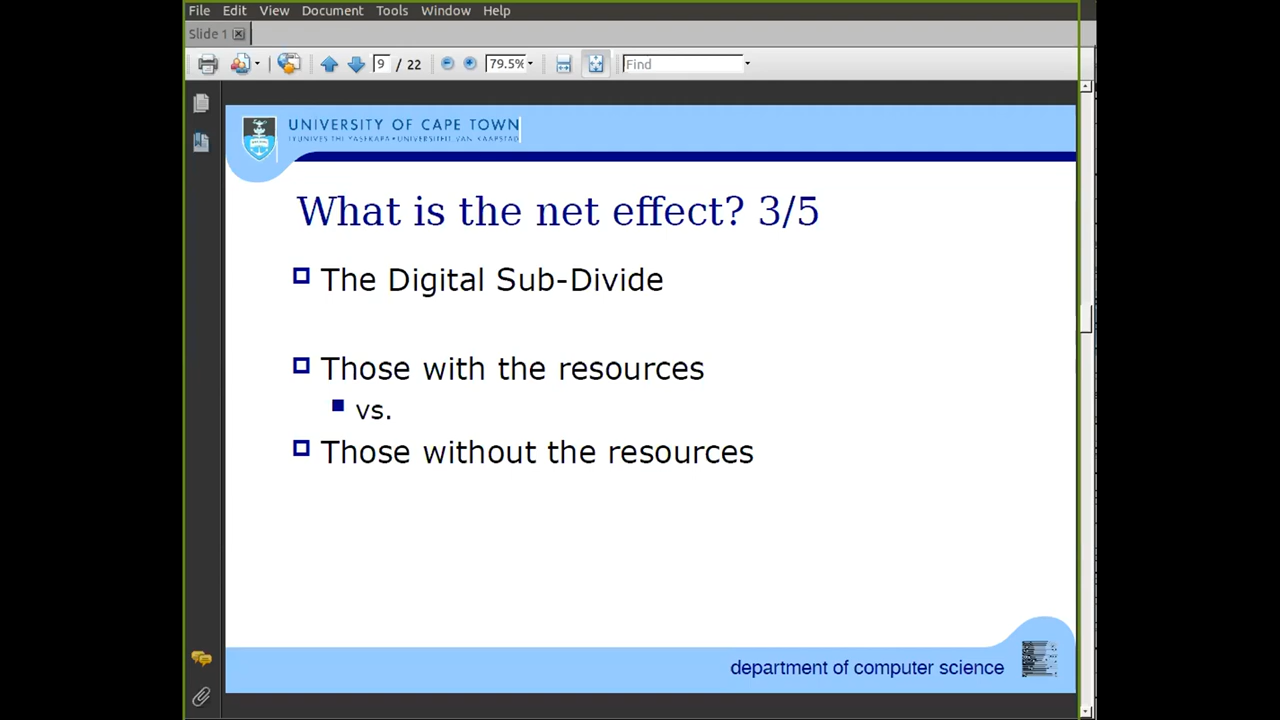 File Edit View Document Tools Window Help
Slide 1
9 / 22 79.5% Find
UNIVERSITY OF CAPE TOWN
What is the net effect? 3/5
The Digital Sub-Divide
Those with the resources
vs.
Those without the resources
department of computer science